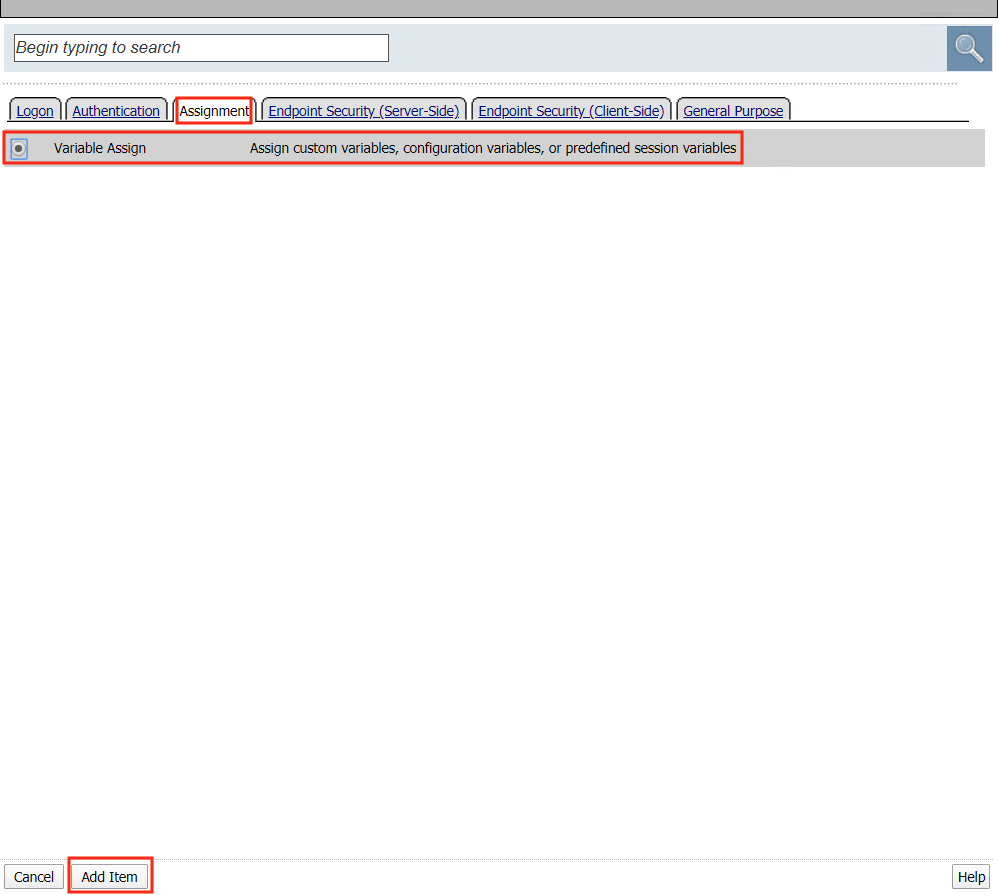 Begin typing to search
Logon Authentication Assignment Endpoint Security (Server-Side) Endpoint Security (Client-Side) General Purpose
Variable Assign Assign custom variables, configuration variables, or predefined session variables
Cancel Add Item Help